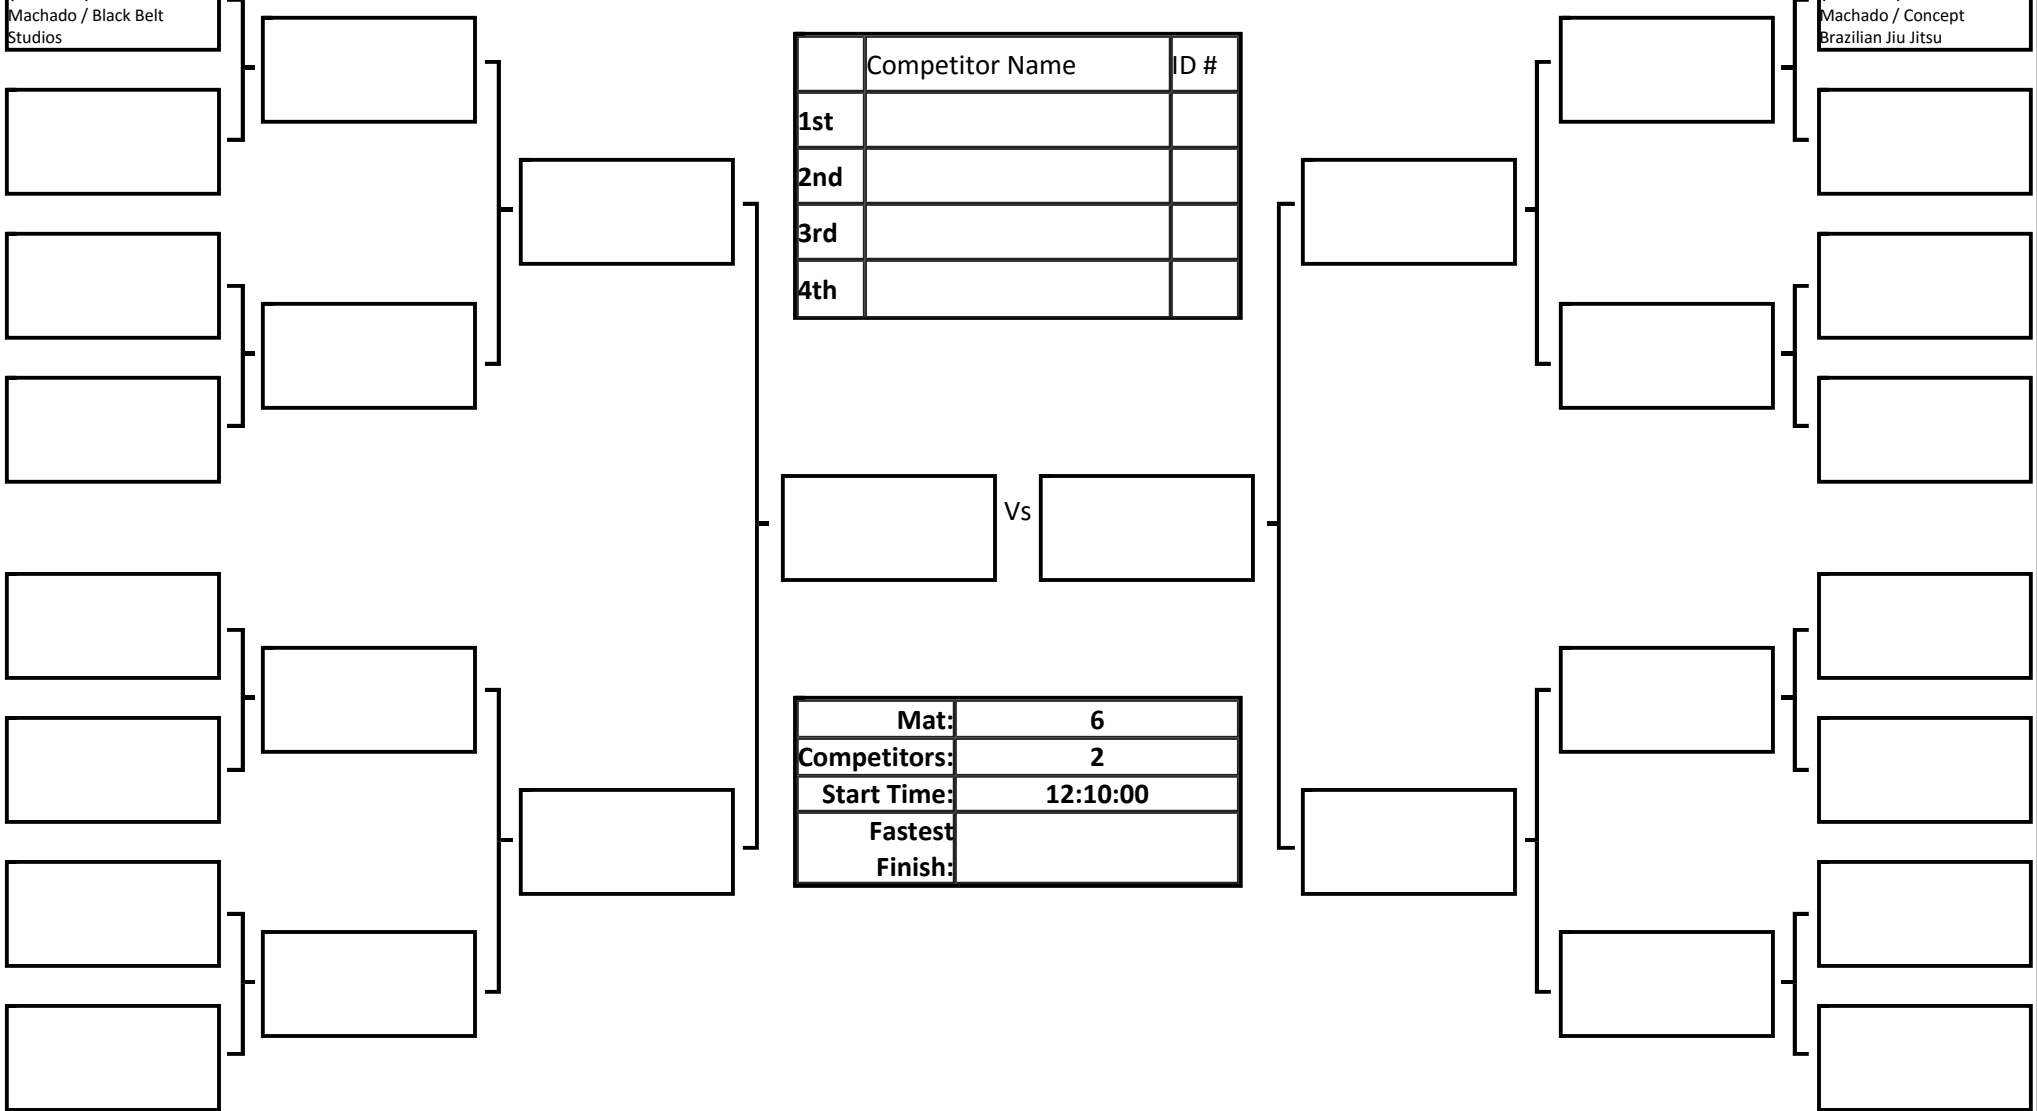 Machado / Black Belt
Studios
Machado / Concept
Brazilian Jiu Jitsu
Competitor Name ID #
1st
2nd
3rd
4th
Vs
Mat: 6
Competitors: 2
Start Time: 12:10:00
Fastest
Finish: